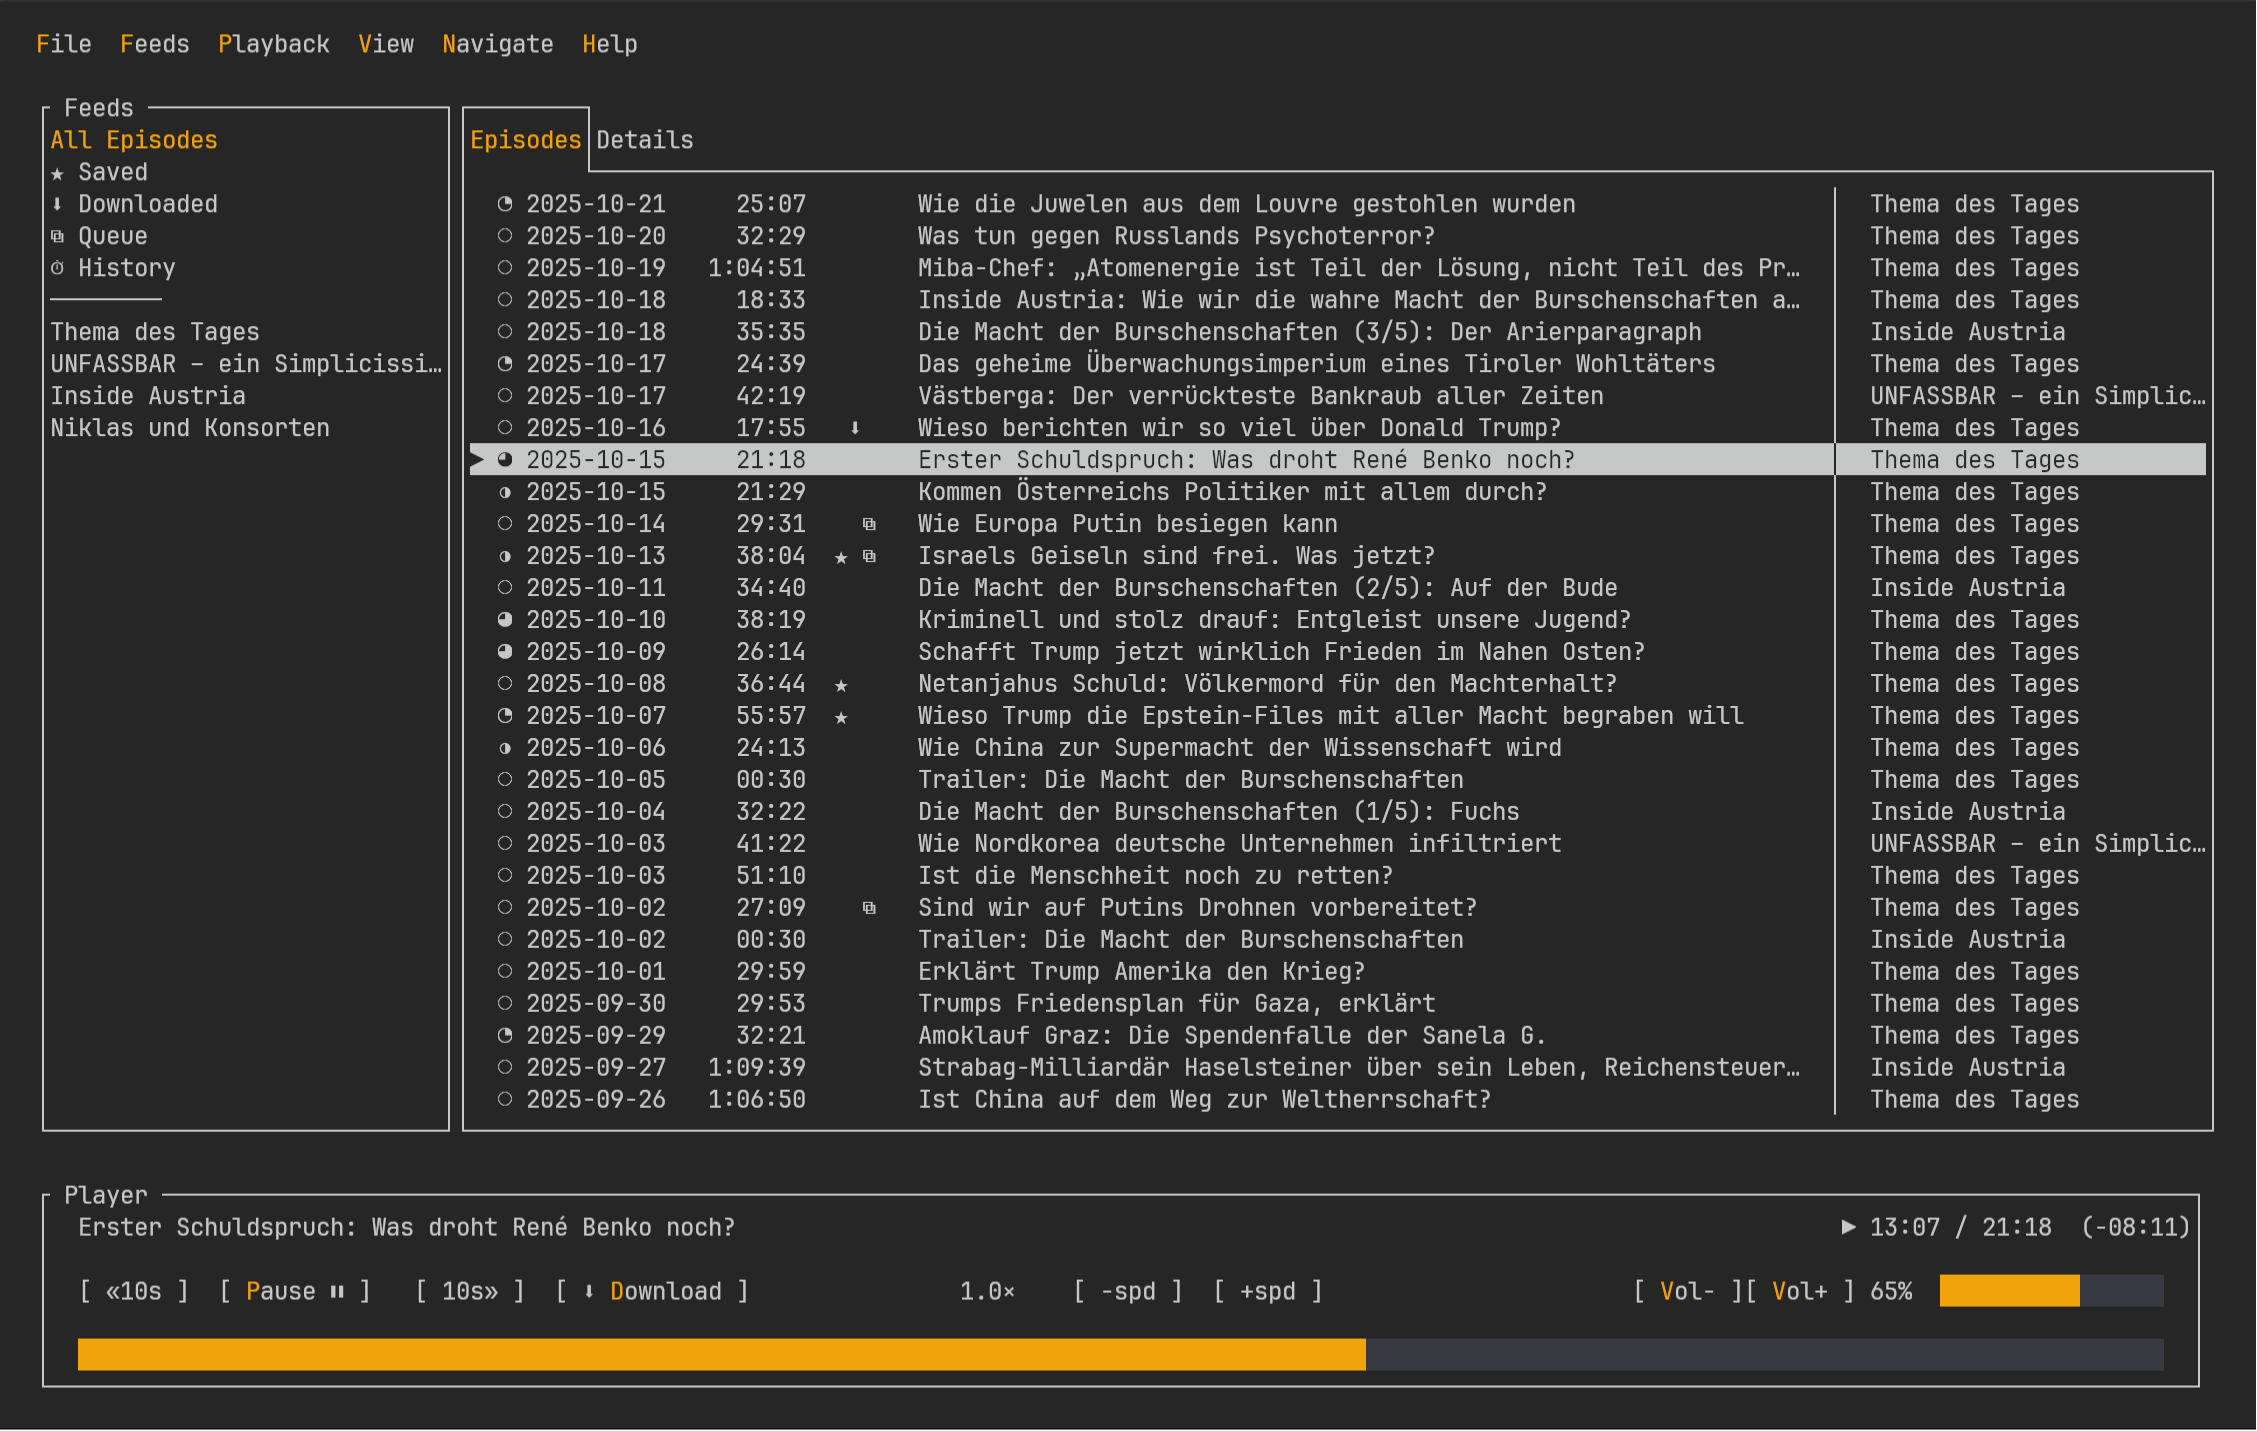 File Feeds Playback View Navigate Help
Feeds
All Episodes
★ Saved
⬇ Downloaded
⧉ Queue
⏱ History
Thema des Tages
UNFASSBAR – ein Simplicissi…
Inside Austria
Niklas und Konsorten
Episodes Details
◔ 2025-10-21 25:07 Wie die Juwelen aus dem Louvre gestohlen wurden Thema des Tages
○ 2025-10-20 32:29 Was tun gegen Russlands Psychoterror? Thema des Tages
○ 2025-10-19 1:04:51 Miba-Chef: „Atomenergie ist Teil der Lösung, nicht Teil des Pr… Thema des Tages
○ 2025-10-18 18:33 Inside Austria: Wie wir die wahre Macht der Burschenschaften a… Thema des Tages
○ 2025-10-18 35:35 Die Macht der Burschenschaften (3/5): Der Arierparagraph Inside Austria
◔ 2025-10-17 24:39 Das geheime Überwachungsimperium eines Tiroler Wohltäters Thema des Tages
○ 2025-10-17 42:19 Västberga: Der verrückteste Bankraub aller Zeiten UNFASSBAR – ein Simplic…
○ 2025-10-16 17:55 ⬇ Wieso berichten wir so viel über Donald Trump? Thema des Tages
▶ ◕ 2025-10-15 21:18 Erster Schuldspruch: Was droht René Benko noch? Thema des Tages
◑ 2025-10-15 21:29 Kommen Österreichs Politiker mit allem durch? Thema des Tages
○ 2025-10-14 29:31 ⧉ Wie Europa Putin besiegen kann Thema des Tages
◑ 2025-10-13 38:04 ★ ⧉ Israels Geiseln sind frei. Was jetzt? Thema des Tages
○ 2025-10-11 34:40 Die Macht der Burschenschaften (2/5): Auf der Bude Inside Austria
◕ 2025-10-10 38:19 Kriminell und stolz drauf: Entgleist unsere Jugend? Thema des Tages
◕ 2025-10-09 26:14 Schafft Trump jetzt wirklich Frieden im Nahen Osten? Thema des Tages
○ 2025-10-08 36:44 ★ Netanjahus Schuld: Völkermord für den Machterhalt? Thema des Tages
◔ 2025-10-07 55:57 ★ Wieso Trump die Epstein-Files mit aller Macht begraben will Thema des Tages
◑ 2025-10-06 24:13 Wie China zur Supermacht der Wissenschaft wird Thema des Tages
○ 2025-10-05 00:30 Trailer: Die Macht der Burschenschaften Thema des Tages
○ 2025-10-04 32:22 Die Macht der Burschenschaften (1/5): Fuchs Inside Austria
○ 2025-10-03 41:22 Wie Nordkorea deutsche Unternehmen infiltriert UNFASSBAR – ein Simplic…
○ 2025-10-03 51:10 Ist die Menschheit noch zu retten? Thema des Tages
○ 2025-10-02 27:09 ⧉ Sind wir auf Putins Drohnen vorbereitet? Thema des Tages
○ 2025-10-02 00:30 Trailer: Die Macht der Burschenschaften Inside Austria
○ 2025-10-01 29:59 Erklärt Trump Amerika den Krieg? Thema des Tages
○ 2025-09-30 29:53 Trumps Friedensplan für Gaza, erklärt Thema des Tages
◔ 2025-09-29 32:21 Amoklauf Graz: Die Spendenfalle der Sanela G. Thema des Tages
○ 2025-09-27 1:09:39 Strabag-Milliardär Haselsteiner über sein Leben, Reichensteuer… Inside Austria
○ 2025-09-26 1:06:50 Ist China auf dem Weg zur Weltherrschaft? Thema des Tages
Player
Erster Schuldspruch: Was droht René Benko noch? ▶ 13:07 / 21:18 (-08:11)
[ «10s ] [ Pause ⏸ ] [ 10s» ] [ ⬇ Download ] 1.0× [ -spd ] [ +spd ] [ Vol- ][ Vol+ ] 65%